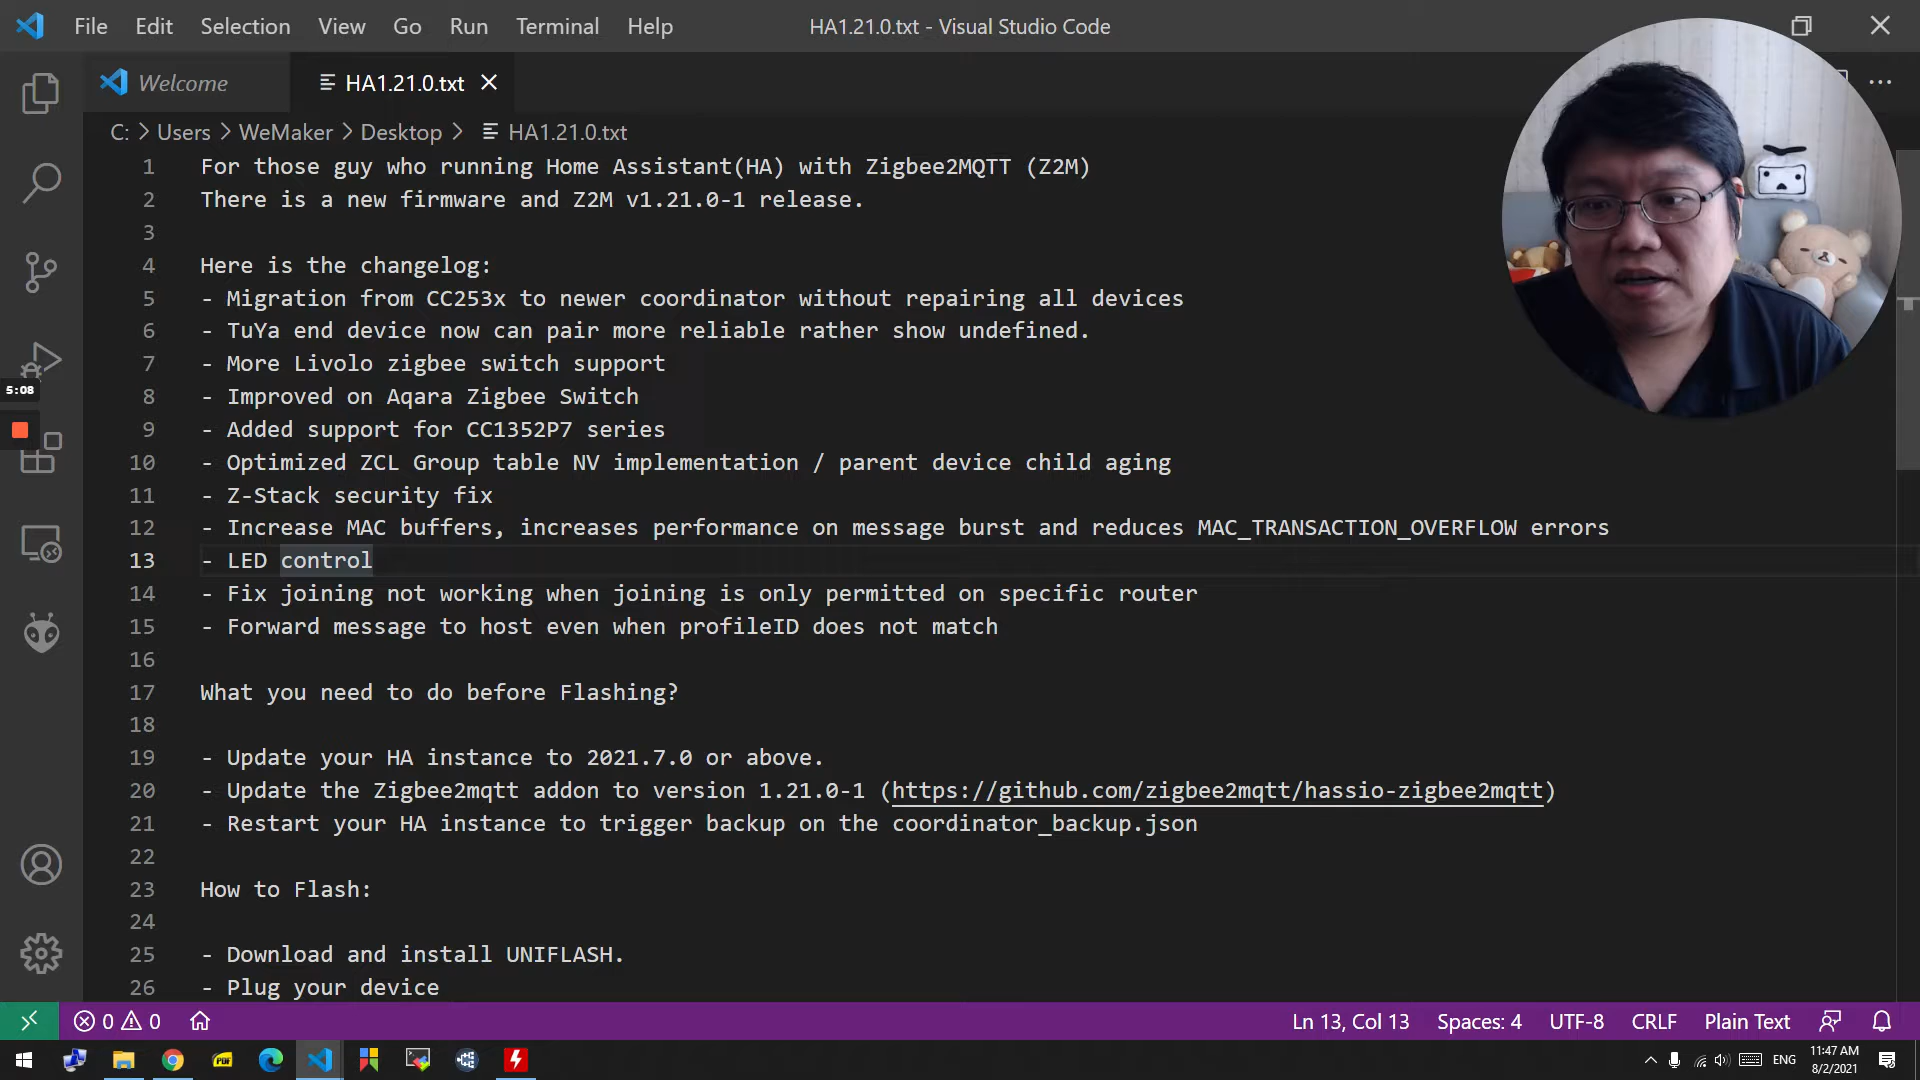 File Edit Selection View Go Run Terminal Help HA1.21.0.txt - Visual Studio Code
Welcome HA1.21.0.txt
C: > Users > WeMaker > Desktop > HA1.21.0.txt
1 For those guy who running Home Assistant(HA) with Zigbee2MQTT (Z2M)
2 There is a new firmware and Z2M v1.21.0-1 release.
3
4 Here is the changelog:
5 - Migration from CC253x to newer coordinator without repairing all devices
6 - TuYa end device now can pair more reliable rather show undefined.
7 - More Livolo zigbee switch support
5:08
8 - Improved on Aqara Zigbee Switch
9 - Added support for CC1352P7 series
10 - Optimized ZCL Group table NV implementation / parent device child aging
11 - Z-Stack security fix
12 - Increase MAC buffers, increases performance on message burst and reduces MAC_TRANSACTION_OVERFLOW errors
13 - LED control
14 - Fix joining not working when joining is only permitted on specific router
15 - Forward message to host even when profileID does not match
16
17 What you need to do before Flashing?
18
19 - Update your HA instance to 2021.7.0 or above.
20 - Update the Zigbee2mqtt addon to version 1.21.0-1 (https://github.com/zigbee2mqtt/hassio-zigbee2mqtt)
21 - Restart your HA instance to trigger backup on the coordinator_backup.json
22
23 How to Flash:
24
25 - Download and install UNIFLASH.
26 - Plug your device
0 0 Ln 13, Col 13 Spaces: 4 UTF-8 CRLF Plain Text
PDF ENG 11:47 AM
8/2/2021